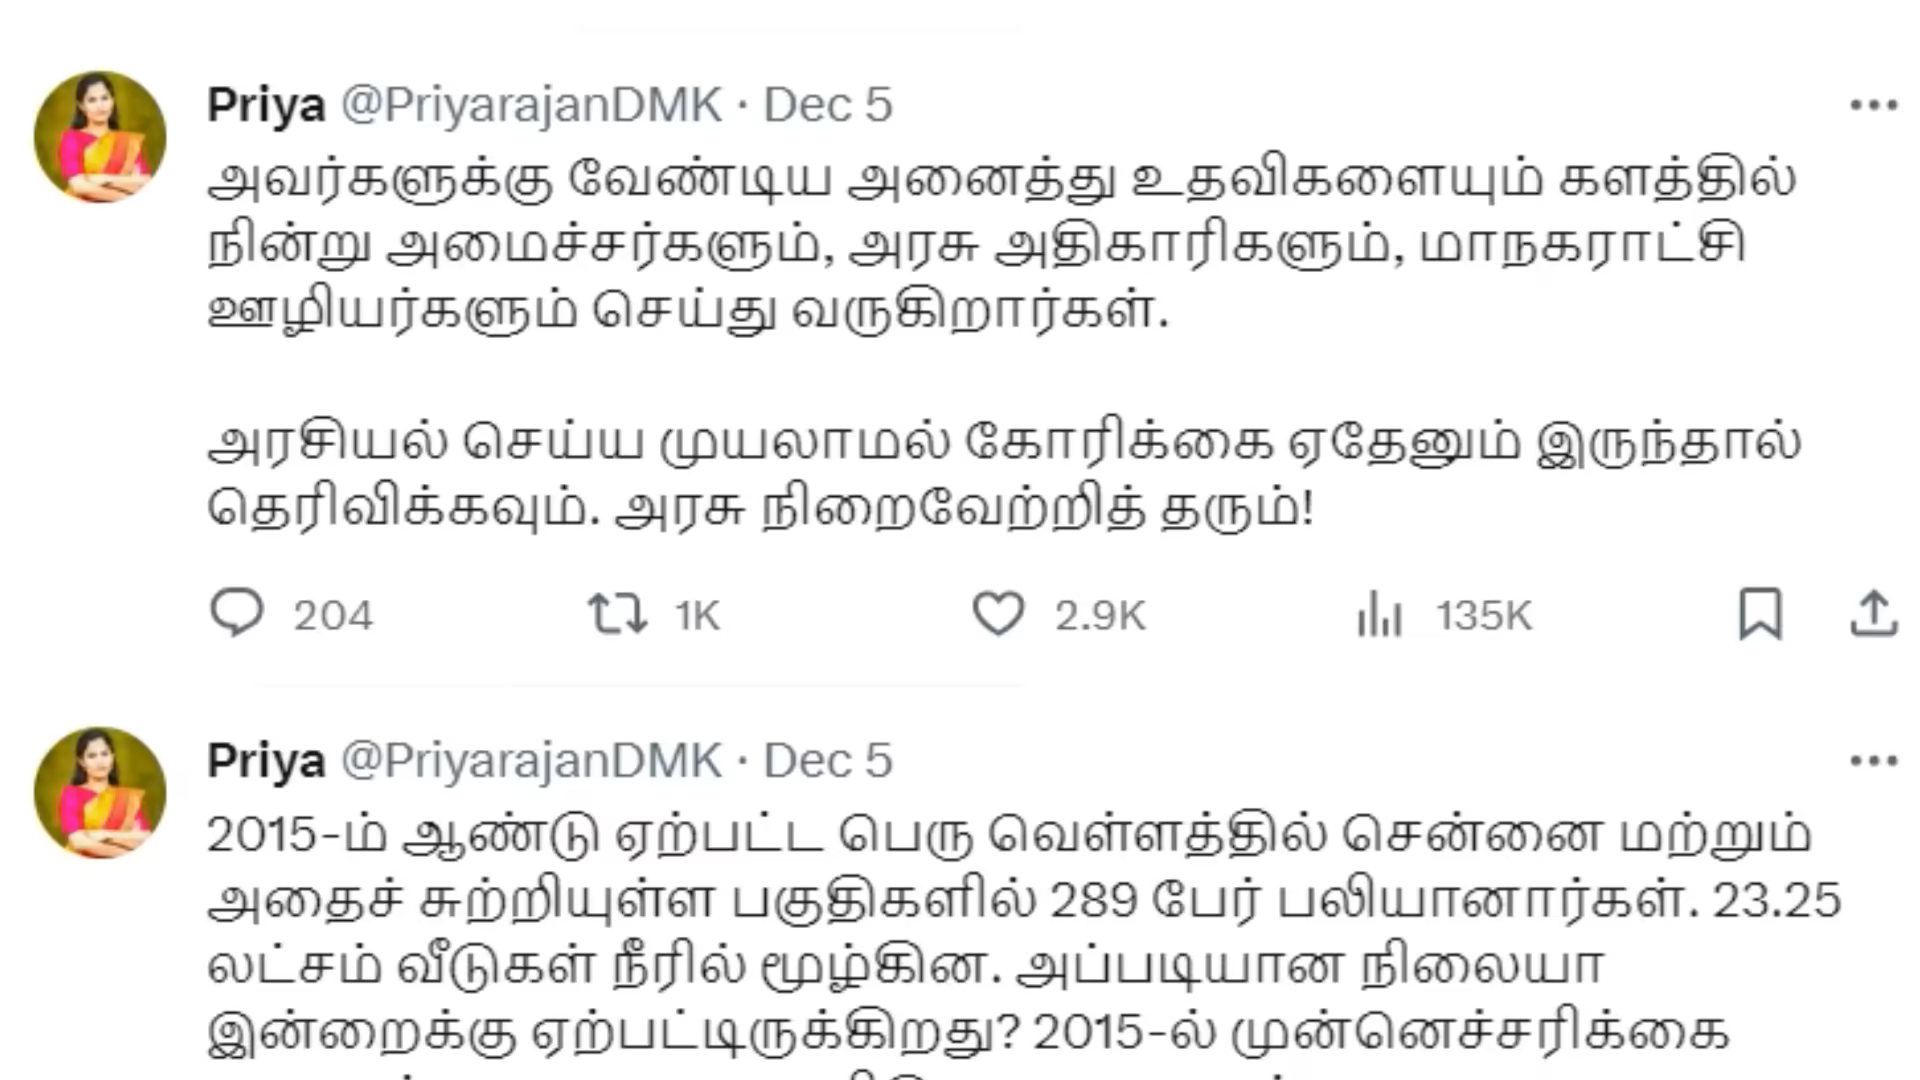 Priya @PriyarajanDMK · Dec 5
அவர்களுக்கு வேண்டிய அனைத்து உதவிகளையும் களத்தில்
நின்று அமைச்சர்களும், அரசு அதிகாரிகளும், மாநகராட்சி
ஊழியர்களும் செய்து வருகிறார்கள்.
அரசியல் செய்ய முயலாமல் கோரிக்கை ஏதேனும் இருந்தால்
தெரிவிக்கவும். அரசு நிறைவேற்றித் தரும்!
204 1K 2.9K 135K
Priya @PriyarajanDMK · Dec 5
2015-ம் ஆண்டு ஏற்பட்ட பெரு வெள்ளத்தில் சென்னை மற்றும்
அதைச் சுற்றியுள்ள பகுதிகளில் 289 பேர் பலியானார்கள். 23.25
லட்சம் வீடுகள் நீரில் மூழ்கின. அப்படியான நிலையா
இன்றைக்கு ஏற்பட்டிருக்கிறது? 2015-ல் முன்னெச்சரிக்கை